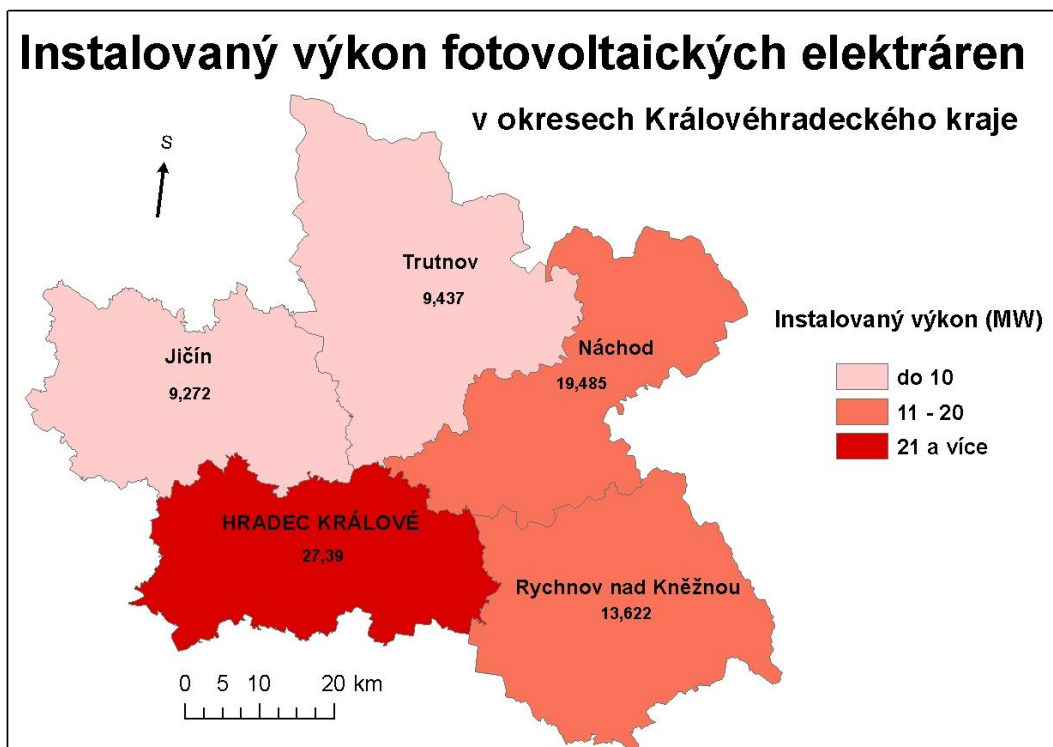 Instalovaný výkon fotovoltaických elektráren
v okresech Královéhradeckého kraje
S
Trutnov
9,437
Náchod
19,485
Jičín
9,272
HRADEC KRÁLOVÉ
27,39
Rychnov nad Kněžnou
13,622
Instalovaný výkon (MW)
do 10
11 - 20
21 a více
0 5 10 20 km